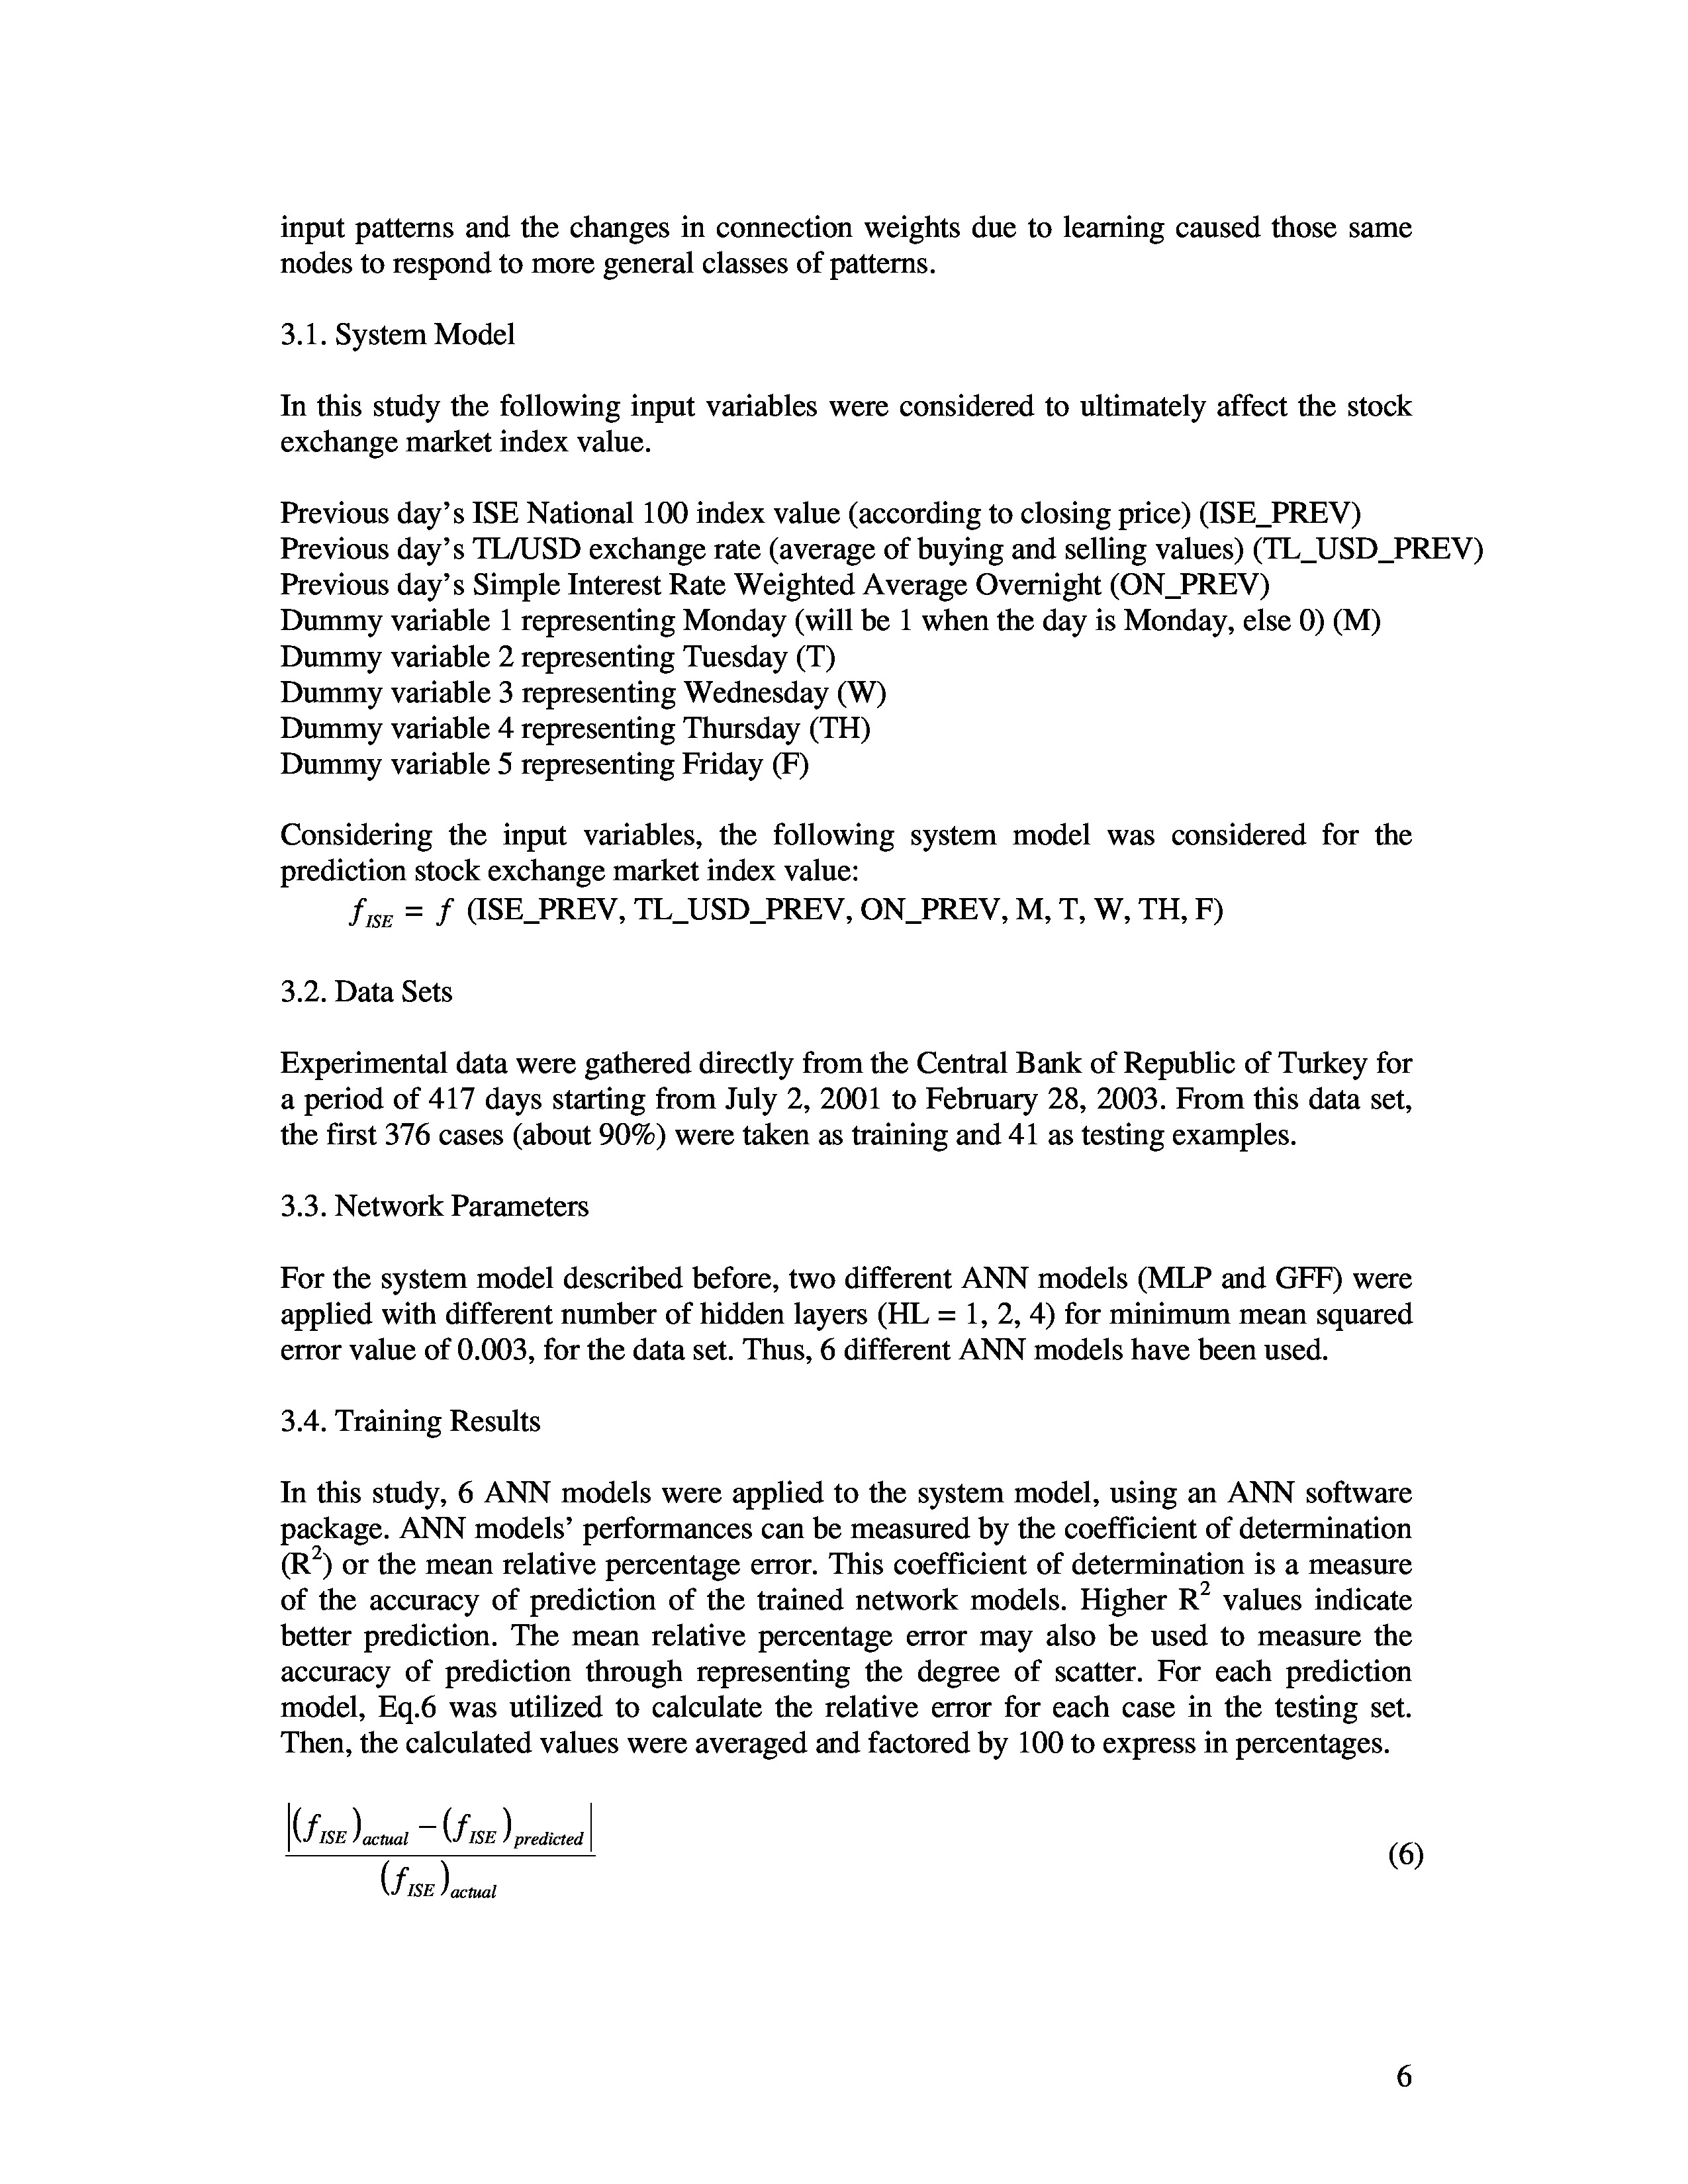 input patterns and the changes in connection weights due to learning caused those same
nodes to respond to more general classes of patterns.
3.1. System Model
In this study the following input variables were considered to ultimately affect the stock
exchange market index value.
Previous day's ISE National 100 index value (according to closing price) (ISE_PREV)
Previous day's TL/USD exchange rate (average of buying and selling values) (TL_USD_PREV)
Previous day's Simple Interest Rate Weighted Average Overnight (ON_PREV)
Dummy variable 1 representing Monday (will be 1 when the day is Monday, else 0) (M)
Dummy variable 2 representing Tuesday (T)
Dummy variable 3 representing Wednesday (W)
Dummy variable 4 representing Thursday (TH)
Dummy variable 5 representing Friday (F)
Considering the input variables, the following system model was considered for the
prediction stock exchange market index value:
f ISE = f (ISE_PREV, TL_USD_PREV, ON_PREV, M, T, W, TH, F)
3.2. Data Sets
Experimental data were gathered directly from the Central Bank of Republic of Turkey for
a period of 417 days starting from July 2, 2001 to February 28, 2003. From this data set,
the first 376 cases (about 90%) were taken as training and 41 as testing examples.
3.3. Network Parameters
For the system model described before, two different ANN models (MLP and GFF) were
applied with different number of hidden layers (HL = 1, 2, 4) for minimum mean squared
error value of 0.003, for the data set. Thus, 6 different ANN models have been used.
3.4. Training Results
In this study, 6 ANN models were applied to the system model, using an ANN software
package. ANN models' performances can be measured by the coefficient of determination
(R²) or the mean relative percentage error. This coefficient of determination is a measure
of the accuracy of prediction of the trained network models. Higher R² values indicate
better prediction. The mean relative percentage error may also be used to measure the
accuracy of prediction through representing the degree of scatter. For each prediction
model, Eq.6 was utilized to calculate the relative error for each case in the testing set.
Then, the calculated values were averaged and factored by 100 to express in percentages.
|(f ISE) actual − (f ISE) predicted|
(f ISE) actual
(6)
6